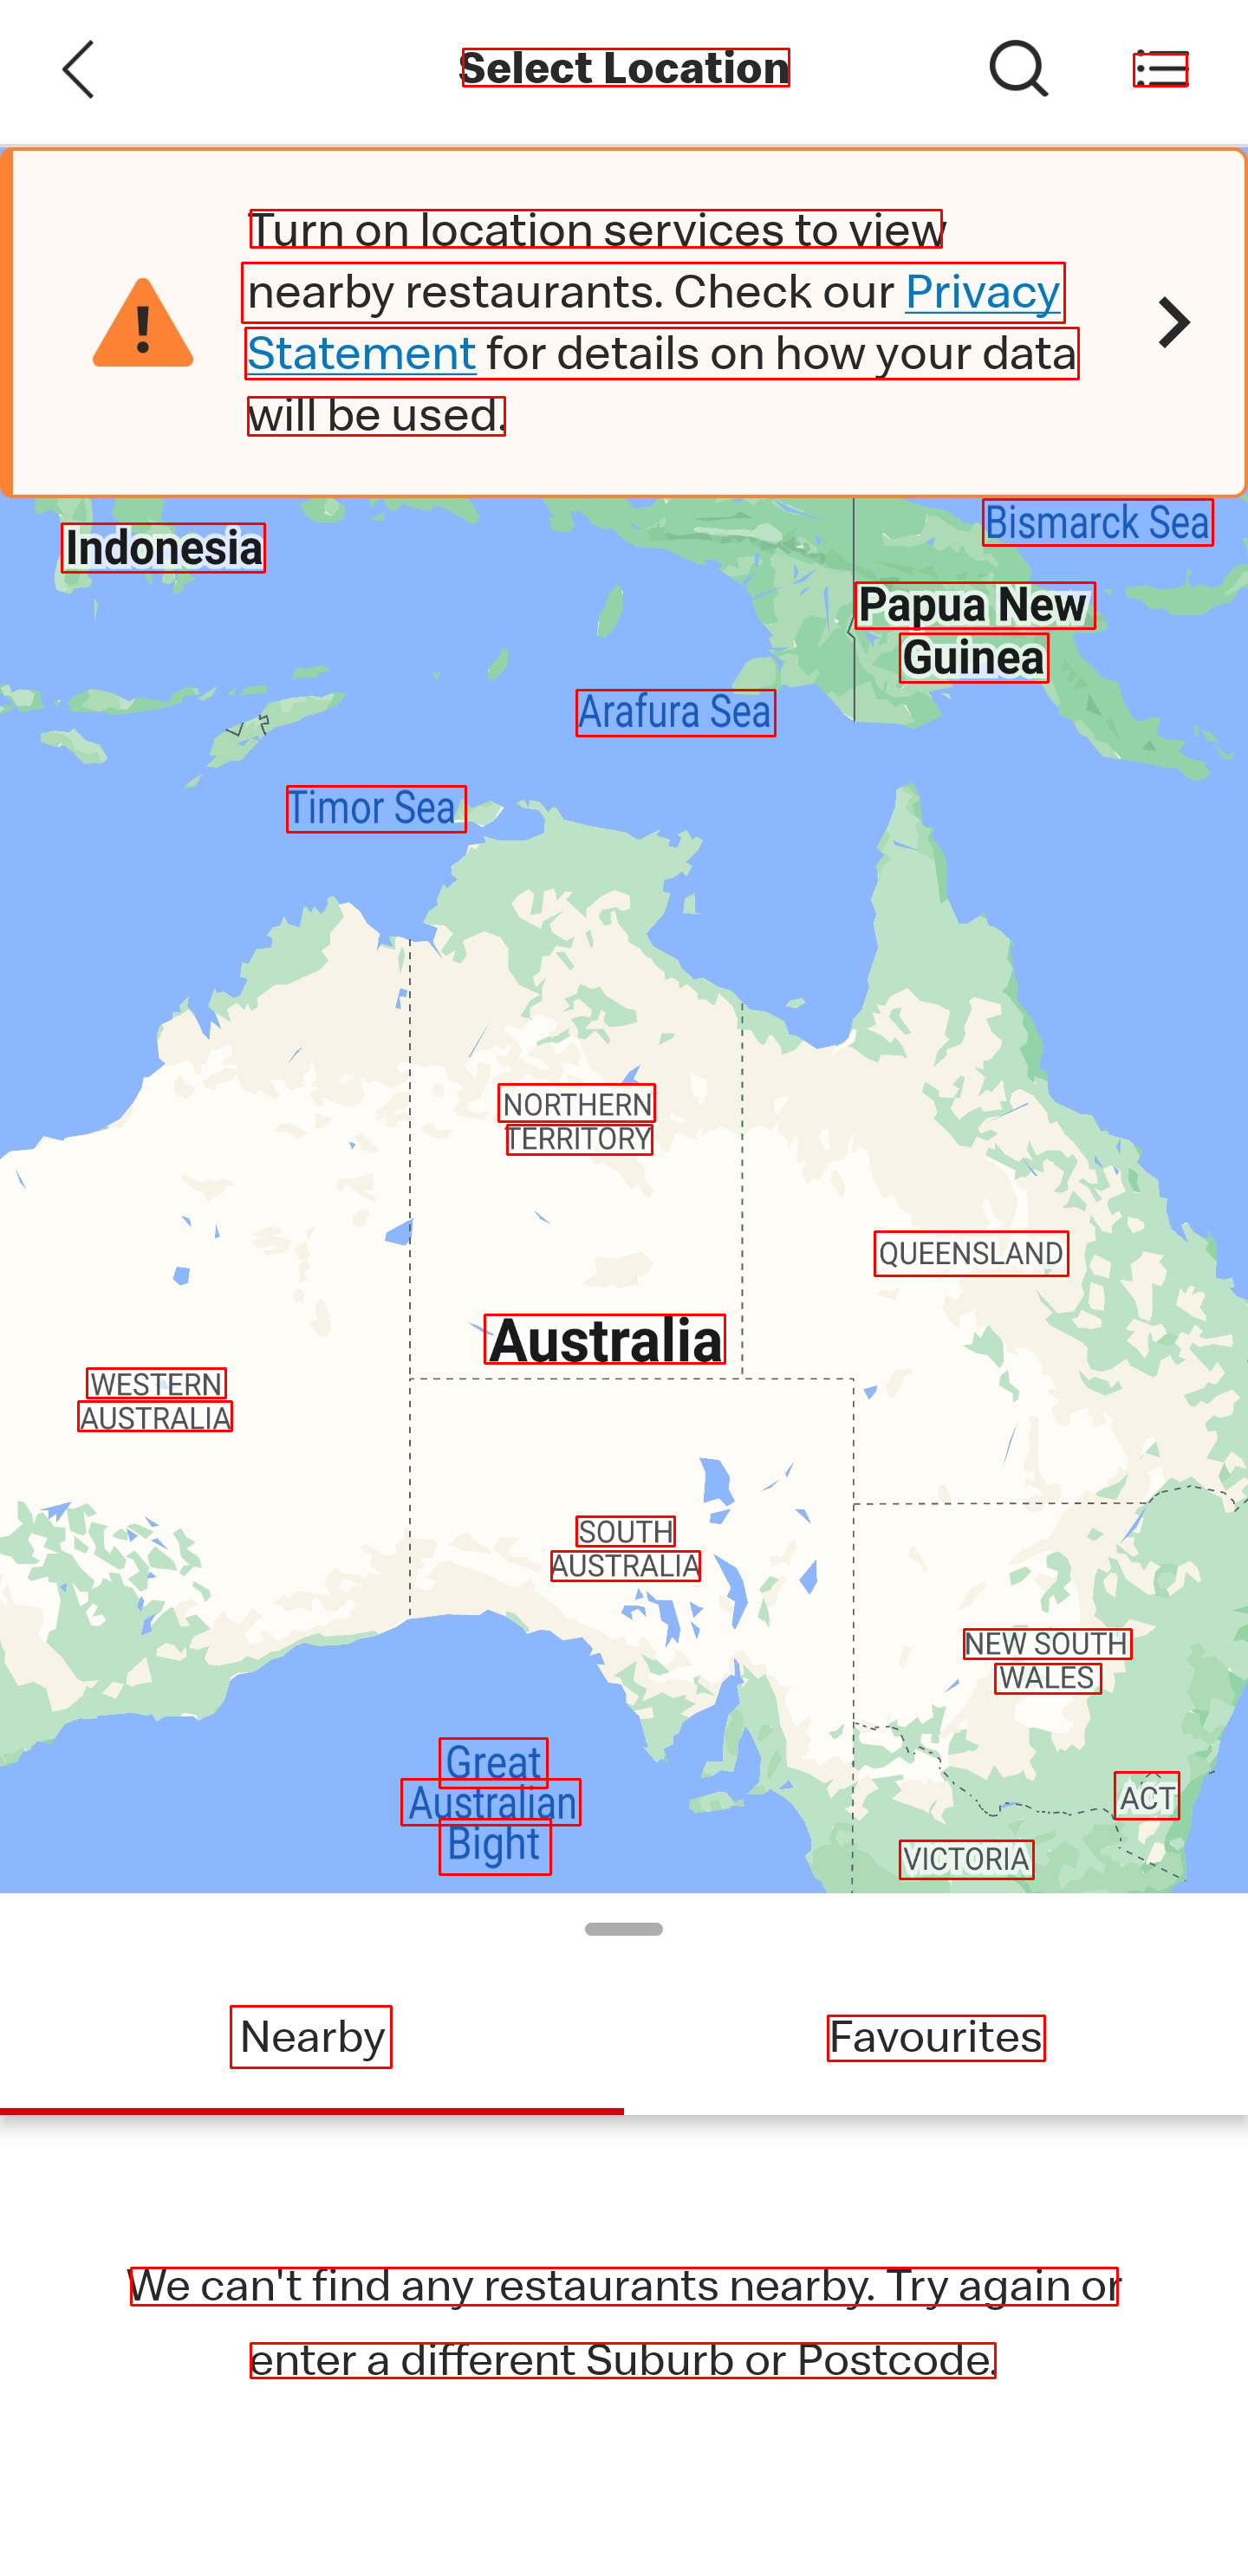 Select Location
Turn on location services to view
nearby restaurants. Check our Privacy
Statement for details on how your data
will be used.
Indonesia
Bismarck Sea
Papua New
Guinea
Arafura Sea
Timor Sea
NORTHERN
TERRITORY
QUEENSLAND
Australia
WESTERN
AUSTRALIA
SOUTH
AUSTRALIA
NEW SOUTH
WALES
Great
Australian
Bight
ACT
VICTORIA
Nearby
Favourites
We can't find any restaurants nearby. Try again or
enter a different Suburb or Postcode.